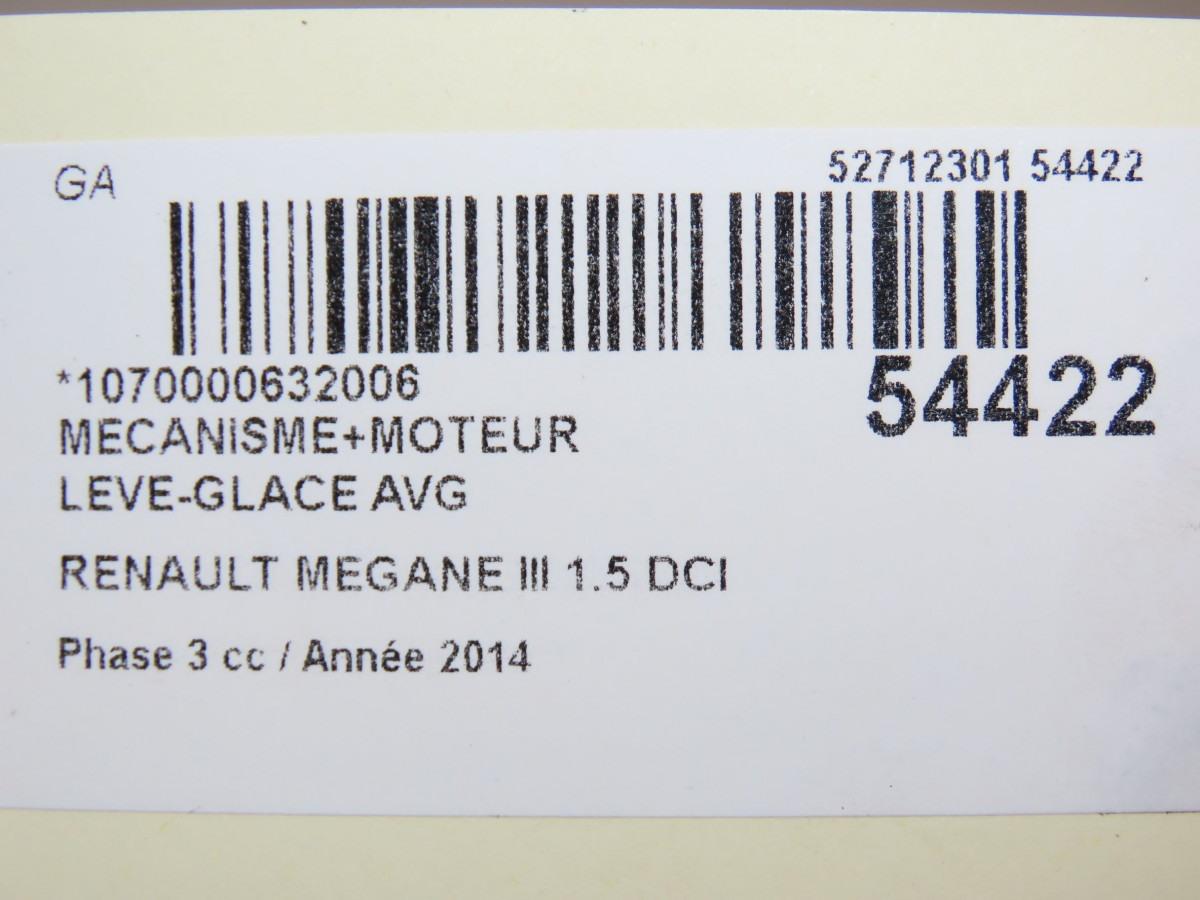 GA
52712301 54422
*1070000632006
54422
MECANISME+MOTEUR
LEVE-GLACE AVG
RENAULT MEGANE III 1.5 DCI
Phase 3 cc / Année 2014